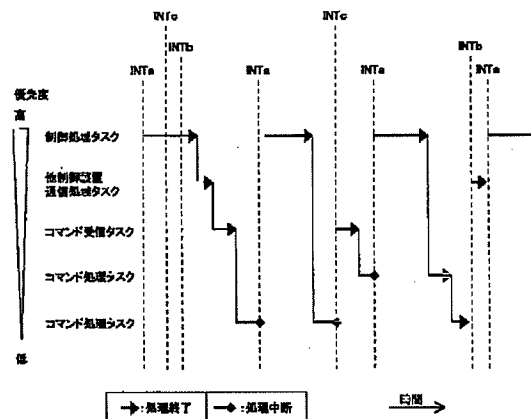 INTc
INTb
INTa
INTa
INTc
INTa
INTb
INTa
優先度
高
制御処理タスク
他制御装置
通信処理タスク
コマンド受信タスク
コマンド処理タスク
コマンド処理タスク
低
:処理終了
:処理中断
時間